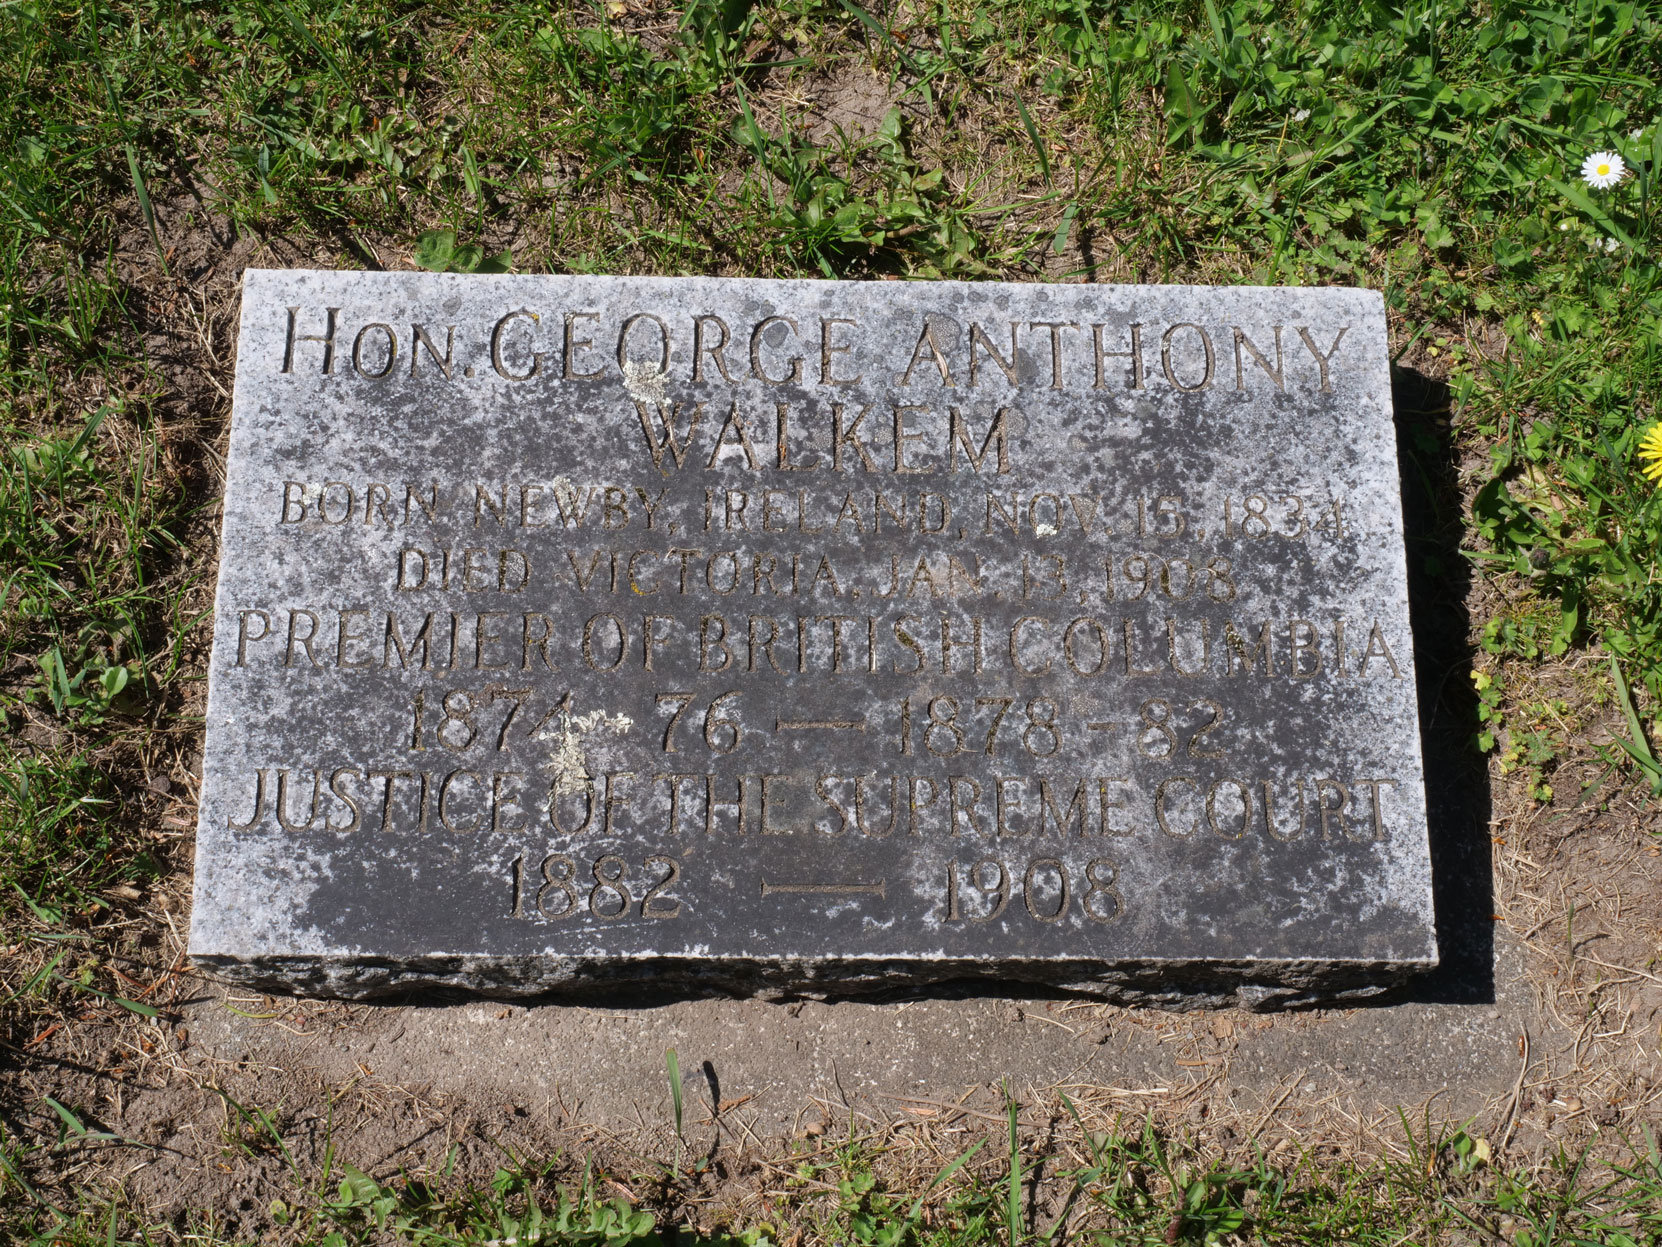 HON. GEORGE ANTHONY
WALKEM
BORN NEWBY, IRELAND, NOV. 15, 1834
DIED VICTORIA, JAN. 13, 1908
PREMIER OF BRITISH COLUMBIA
1874 - 76 — 1878 - 82
JUSTICE OF THE SUPREME COURT
1882 — 1908